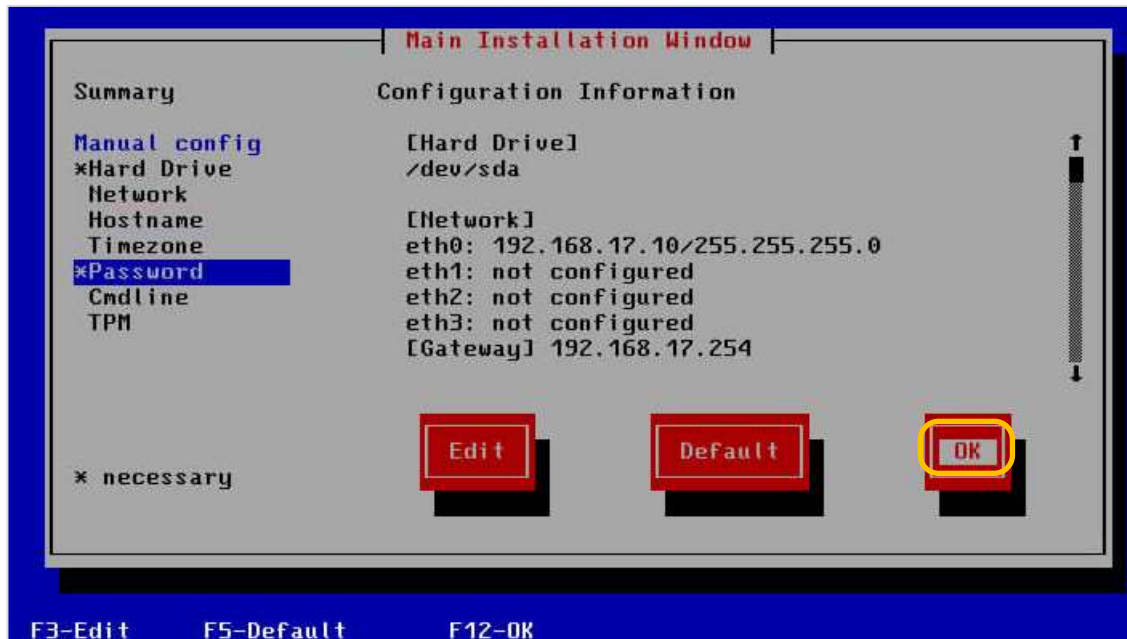 Main Installation Window
Summary Configuration Information
Manual config [Hard Drive]
*Hard Drive /dev/sda
Network
Hostname [Network]
Timezone eth0: 192.168.17.10/255.255.255.0
*Password eth1: not configured
Cmdline eth2: not configured
TPM eth3: not configured
[Gateway] 192.168.17.254
Edit Default OK
* necessary
F3-Edit F5-Default F12-OK